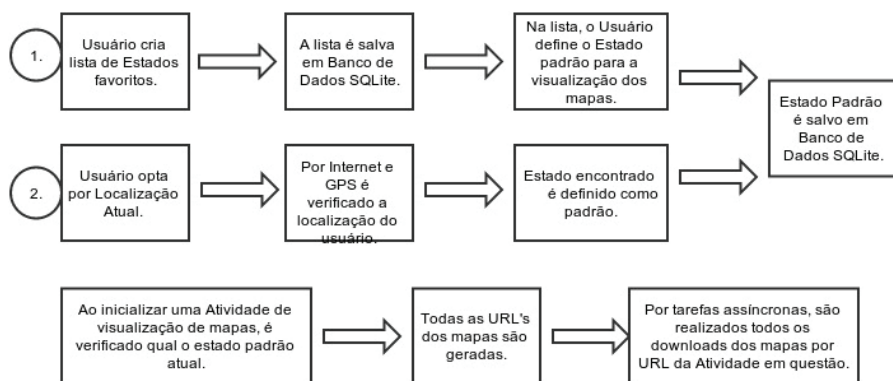 1.
Usuário cria
lista de Estados
favoritos.
A lista é salva
em Banco de
Dados SQLite.
Na lista, o Usuário
define o Estado
padrão para a
visualização dos
mapas.
Estado Padrão
é salvo em
Banco de
Dados SQLite.
2.
Usuário opta
por Localização
Atual.
Por Internet e
GPS é
verificado a
localização do
usuário.
Estado encontrado
é definido como
padrão.
Ao inicializar uma Atividade de
visualização de mapas, é
verificado qual o estado padrão
atual.
Todas as URL's
dos mapas são
geradas.
Por tarefas assíncronas, são
realizados todos os
downloads dos mapas por
URL da Atividade em questão.